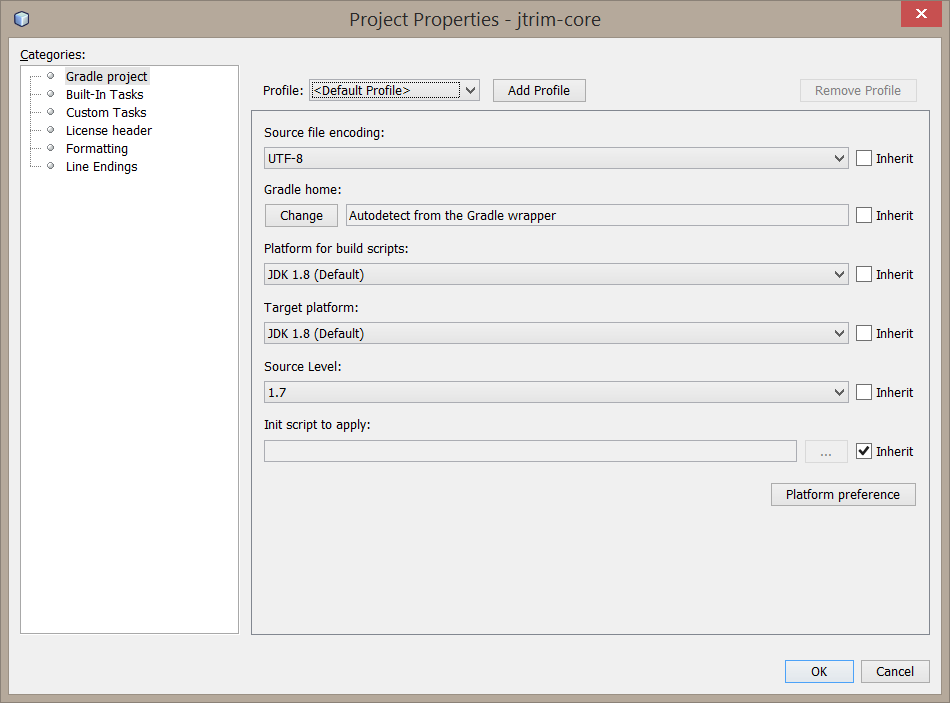 Project Properties - jtrim-core
Categories:
Gradle project
Built-In Tasks
Custom Tasks
License header
Formatting
Line Endings
Profile: <Default Profile> Add Profile Remove Profile
Source file encoding:
UTF-8 Inherit
Gradle home:
Change Autodetect from the Gradle wrapper Inherit
Platform for build scripts:
JDK 1.8 (Default) Inherit
Target platform:
JDK 1.8 (Default) Inherit
Source Level:
1.7 Inherit
Init script to apply:
... Inherit
Platform preference
OK Cancel